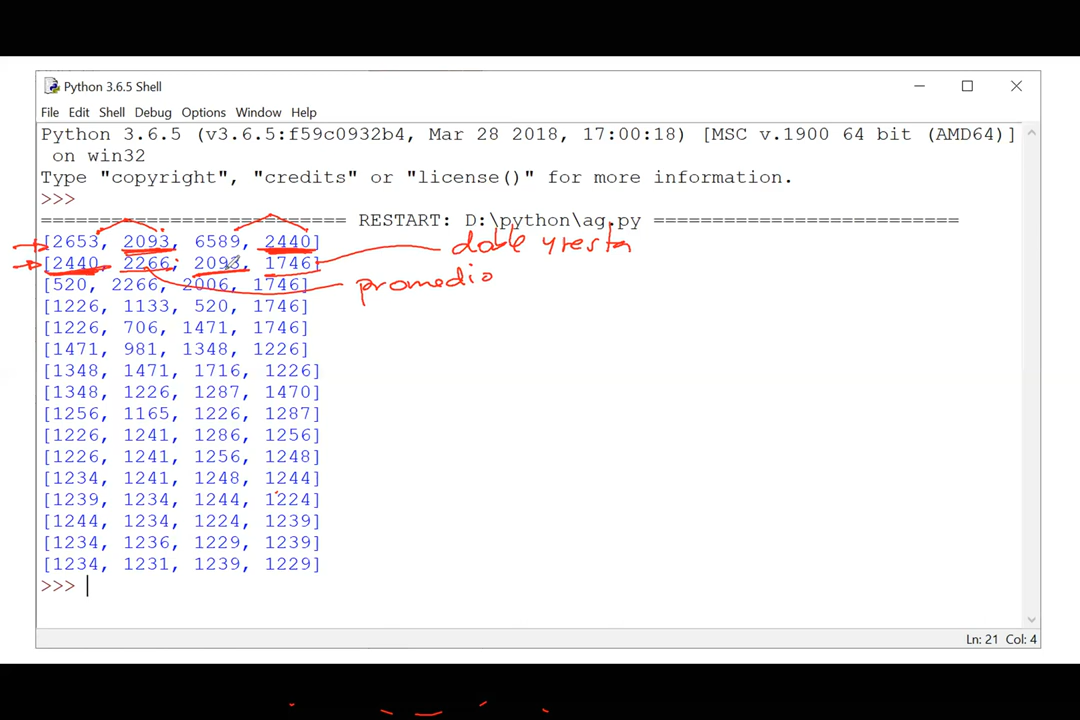 Python 3.6.5 Shell
File Edit Shell Debug Options Window Help
Python 3.6.5 (v3.6.5:f59c0932b4, Mar 28 2018, 17:00:18) [MSC v.1900 64 bit (AMD64)]
on win32
Type "copyright", "credits" or "license()" for more information.
>>>
========================== RESTART: D:\python\ag.py ==========================
[2653, 2093, 6589, 2440]
doble y resta
[2440, 2266, 2093, 1746]
promedio
[520, 2266, 2006, 1746]
[1226, 1133, 520, 1746]
[1226, 706, 1471, 1746]
[1471, 981, 1348, 1226]
[1348, 1471, 1716, 1226]
[1348, 1226, 1287, 1470]
[1256, 1165, 1226, 1287]
[1226, 1241, 1286, 1256]
[1226, 1241, 1256, 1248]
[1234, 1241, 1248, 1244]
[1239, 1234, 1244, 1224]
[1244, 1234, 1224, 1239]
[1234, 1236, 1229, 1239]
[1234, 1231, 1239, 1229]
>>>
Ln: 21 Col: 4